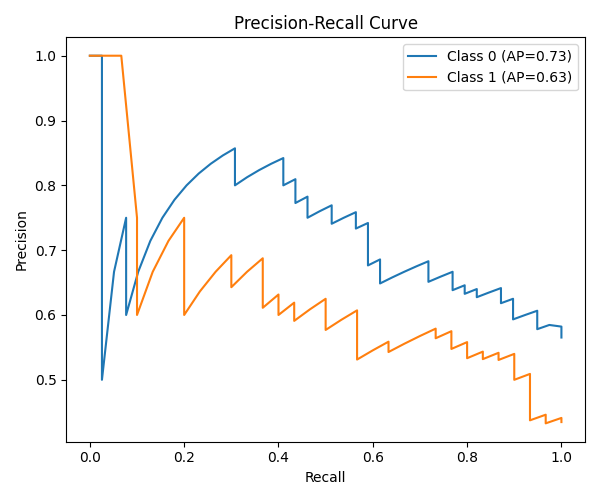 Precision-Recall Curve
Class 0 (AP=0.73)
Class 1 (AP=0.63)
Precision
1.0
0.9
0.8
0.7
0.6
0.5
0.0 0.2 0.4 0.6 0.8 1.0
Recall